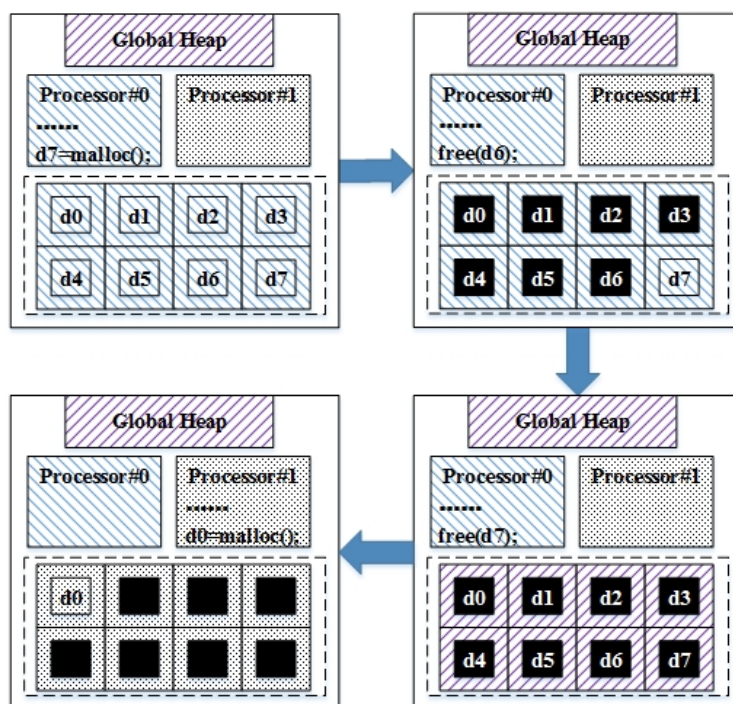 Global Heap
Processor#0 Processor#1
......
d7=malloc();
d0 d1 d2 d3
d4 d5 d6 d7
Global Heap
Processor#0 Processor#1
......
free(d6);
d0 d1 d2 d3
d4 d5 d6 d7
Global Heap
Processor#0 Processor#1
......
d0=malloc();
d0
Global Heap
Processor#0 Processor#1
......
free(d7);
d0 d1 d2 d3
d4 d5 d6 d7